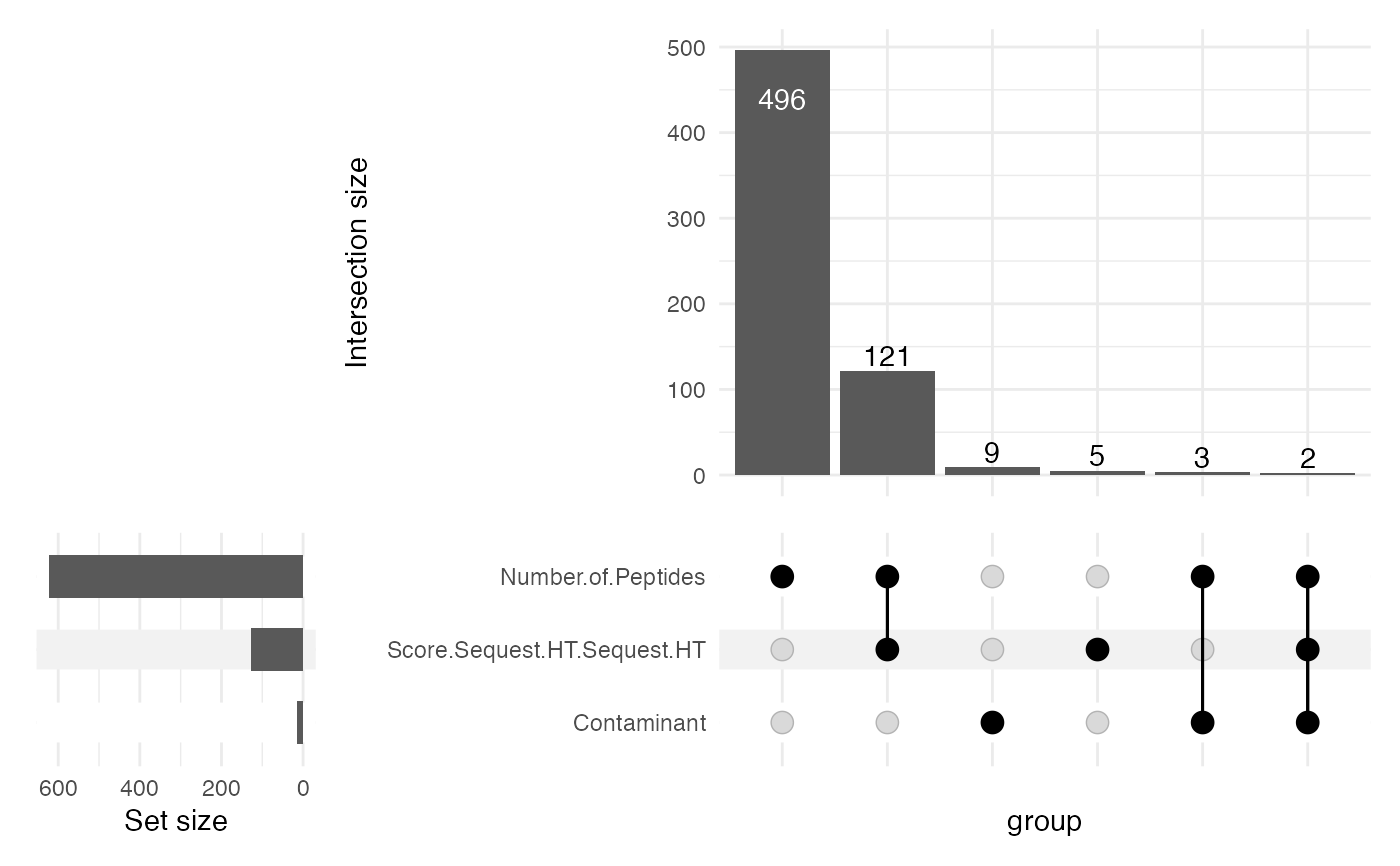 Intersection size
500
400
300
200
100
0
496
121
9
5
3
2
Number.of.Peptides
Score.Sequest.HT.Sequest.HT
Contaminant
600 400 200 0
Set size
group